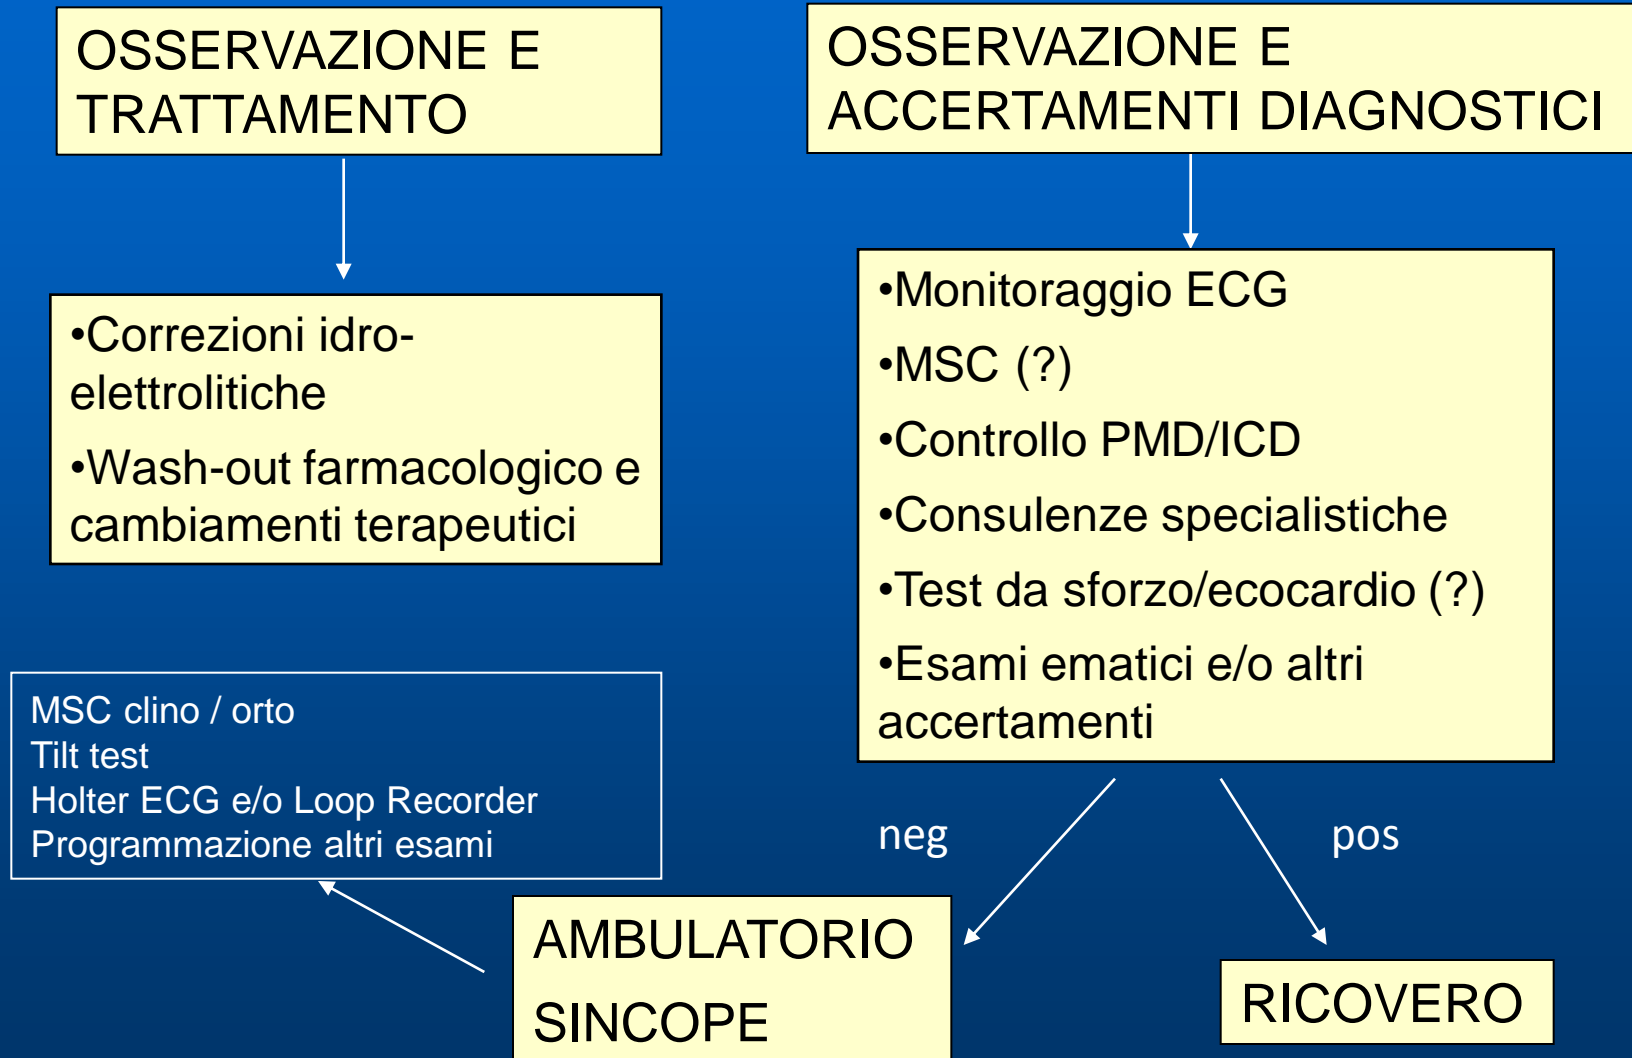 OSSERVAZIONE E
TRATTAMENTO
•Correzioni idro-
elettrolitiche
•Wash-out farmacologico e
cambiamenti terapeutici
OSSERVAZIONE E
ACCERTAMENTI DIAGNOSTICI
•Monitoraggio ECG
•MSC (?)
•Controllo PMD/ICD
•Consulenze specialistiche
•Test da sforzo/ecocardio (?)
•Esami ematici e/o altri
accertamenti
neg
pos
AMBULATORIO
SINCOPE
RICOVERO
MSC clino / orto
Tilt test
Holter ECG e/o Loop Recorder
Programmazione altri esami